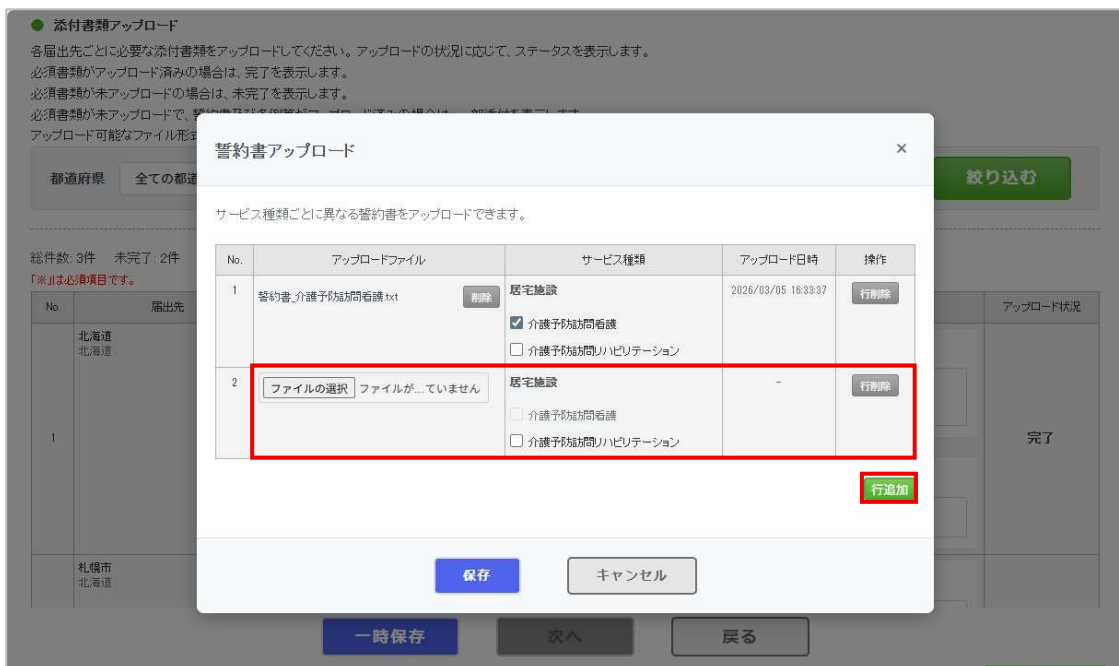 添付書類アップロード
各届出先ごとに必要な添付書類をアップロードしてください。アップロードの状況に応じて、ステータスを表示します。
必須書類がアップロード済みの場合は、完了を表示します。
必須書類が未アップロードの場合は、未完了を表示します。
必須書類が未アップロードで、
アップロード可能なファイル形式
都道府県 全ての都道
絞り込む
総件数: 3件 未完了: 2件
「※」は必須項目です。
No. 届出先 アップロード状況
北海道
北海道
1 完了
札幌市
北海道
誓約書アップロード ×
サービス種類ごとに異なる誓約書をアップロードできます。
No. アップロードファイル サービス種類 アップロード日時 操作
1 誓約書_介護予防訪問看護.txt 削除 居宅施設 2026/03/05 16:33:37 行削除
介護予防訪問看護
介護予防訪問リハビリテーション
2 ファイルの選択 ファイルが...ていません 居宅施設 - 行削除
介護予防訪問看護
介護予防訪問リハビリテーション
行追加
保存 キャンセル
一時保存 次へ 戻る